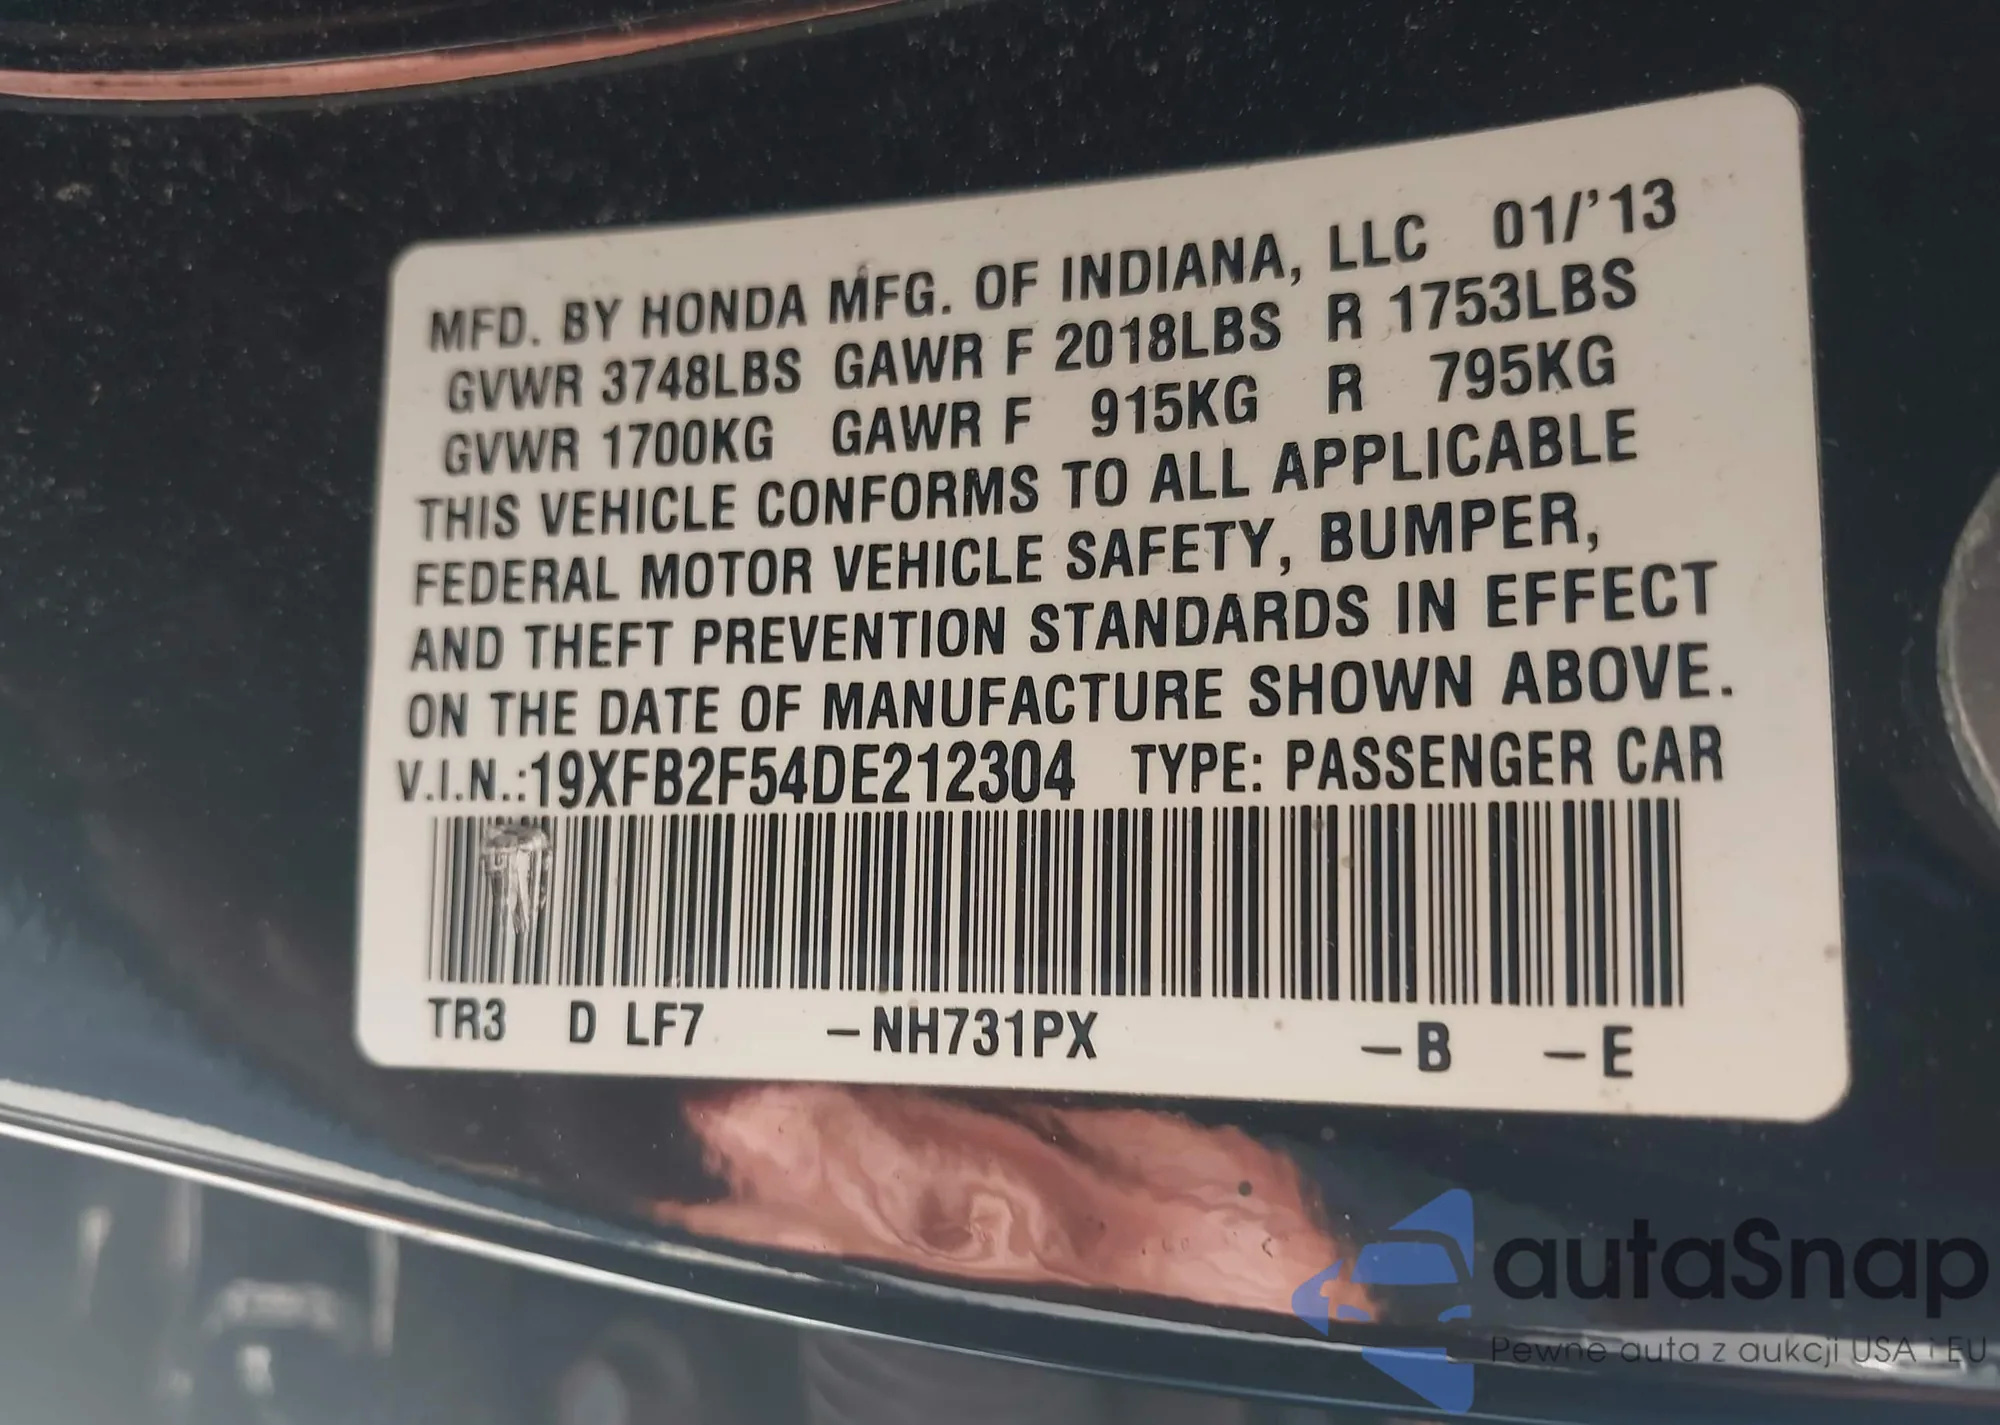 MFD. BY HONDA MFG. OF INDIANA, LLC 01/'13
GVWR 3748LBS GAWR F 2018LBS R 1753LBS
GVWR 1700KG GAWR F 915KG R 795KG
THIS VEHICLE CONFORMS TO ALL APPLICABLE
FEDERAL MOTOR VEHICLE SAFETY, BUMPER,
AND THEFT PREVENTION STANDARDS IN EFFECT
ON THE DATE OF MANUFACTURE SHOWN ABOVE.
V.I.N.:19XFB2F54DE212304 TYPE: PASSENGER CAR
TR3 D LF7 –NH731PX –B –E
autaSnap
Pewne auta z aukcji USA i EU